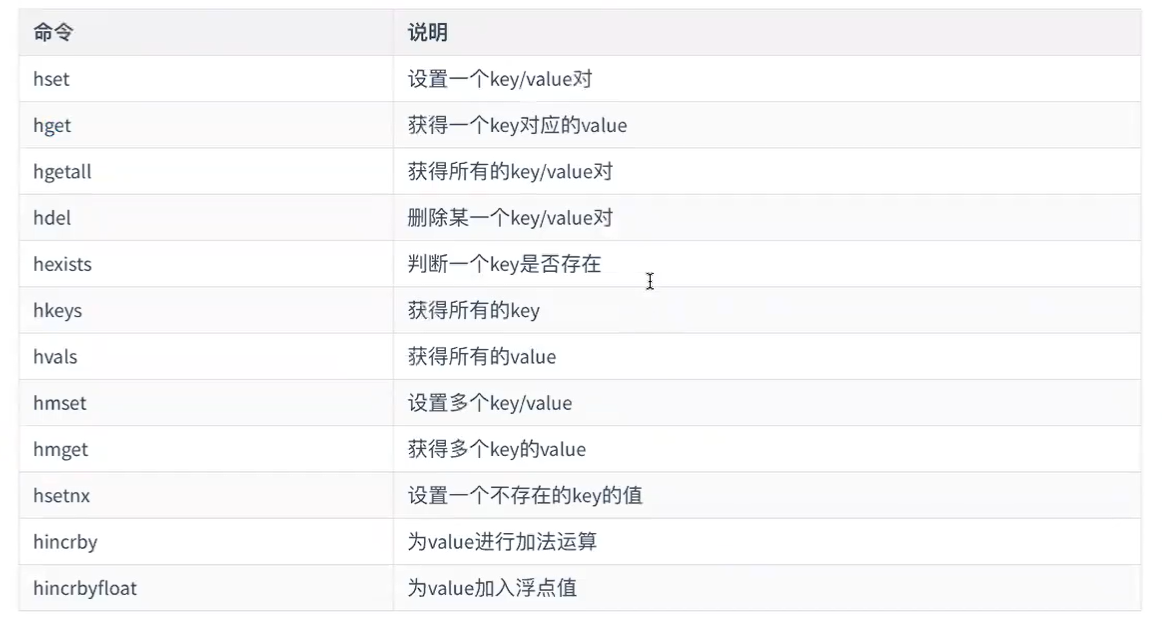 命令 说明
hset 设置一个key/value对
hget 获得一个key对应的value
hgetall 获得所有的key/value对
hdel 删除某一个key/value对
hexists 判断一个key是否存在
hkeys 获得所有的key
hvals 获得所有的value
hmset 设置多个key/value
hmget 获得多个key的value
hsetnx 设置一个不存在的key的值
hincrby 为value进行加法运算
hincrbyfloat 为value加入浮点值